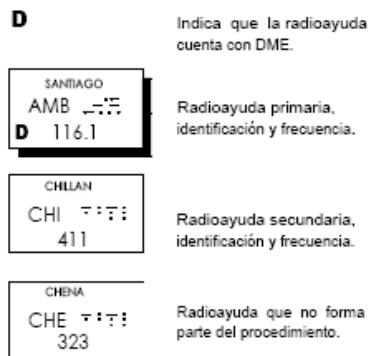 D
Indica que la radioayuda
cuenta con DME.
SANTIAGO
AMB
D 116.1
Radioayuda primaria,
identificación y frecuencia.
CHILLAN
CHI
411
Radioayuda secundaria,
identificación y frecuencia.
CHENA
CHE
323
Radioayuda que no forma
parte del procedimiento.